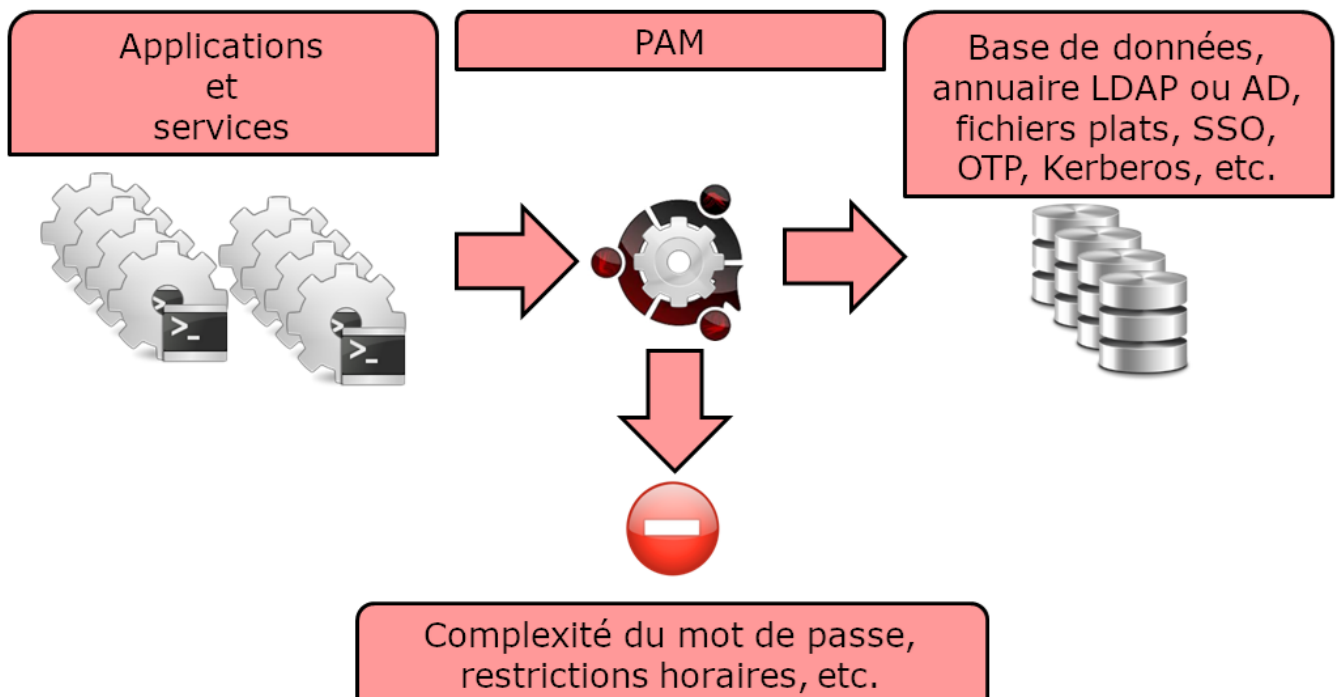 Applications
et
services
PAM
Base de données,
annuaire LDAP ou AD,
fichiers plats, SSO,
OTP, Kerberos, etc.
>_
>_
Complexité du mot de passe,
restrictions horaires, etc.